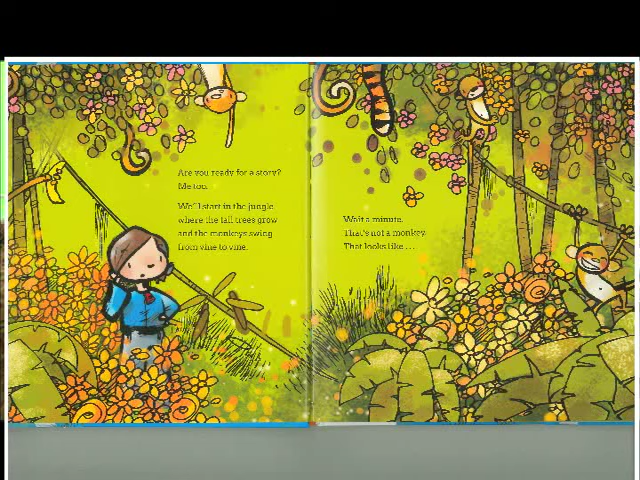 Are you ready for a story?
Me too.
We'll start in the jungle
where the tall trees grow
and the monkeys swing
from vine to vine.
Wait a minute.
That's not a monkey.
That looks like . . .